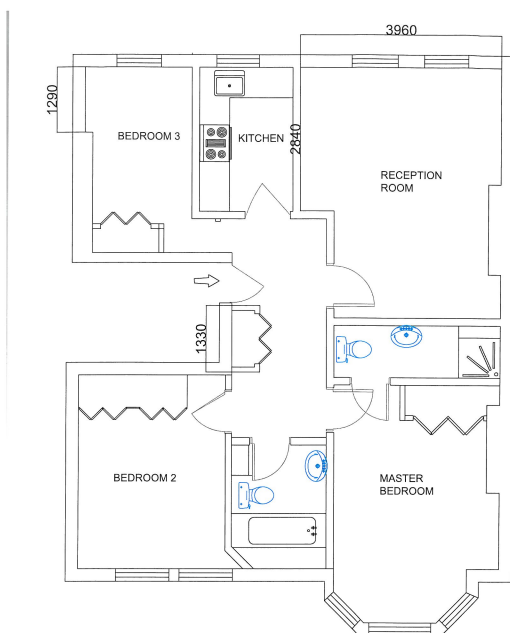 3960
1290
BEDROOM 3
KITCHEN
2840
RECEPTION
ROOM
1330
BEDROOM 2
MASTER
BEDROOM